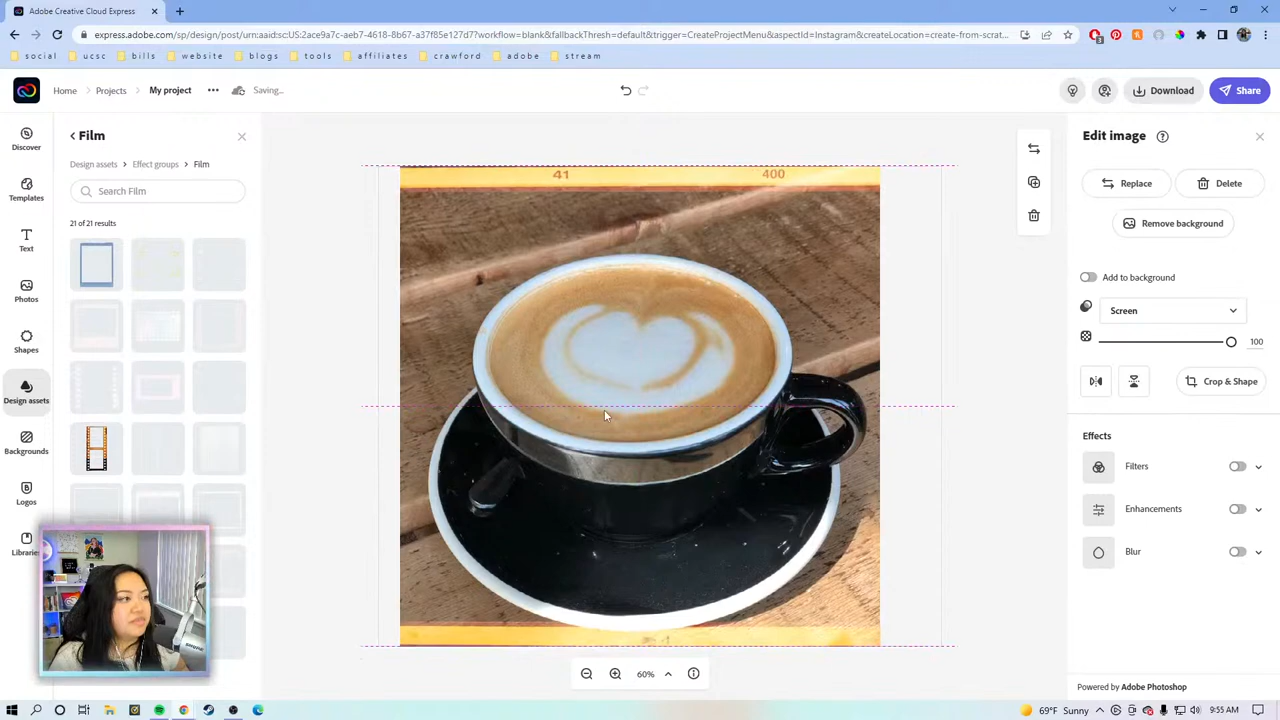 Adobe Creative Cloud Express
express.adobe.com/sp/design/post/urn:aaid:sc:US:2ace9a7c-aeb7-4618-8b67-a37f85e127d7?workflow=blank&fallbackThresh=default&trigger=CreateProjectMenu&aspectId=Instagram&createLocation=create-from-scrat...
social ucsc bills website blogs tools affiliates crowders adobe stream
Home > Projects > My project ... Saving... Download Share
Discover
Templates
Text
Photos
Shapes
Design assets
Backgrounds
Logos
Libraries
Film
Design assets > Effect groups > Film
Search Film
21 of 21 results
41 400
60%
Edit image
Replace Delete
Remove background
Add to background
Screen
100
Crop & Shape
Effects
Filters
Enhancements
Blur
Powered by Adobe Photoshop
69°F Sunny 9:55 AM